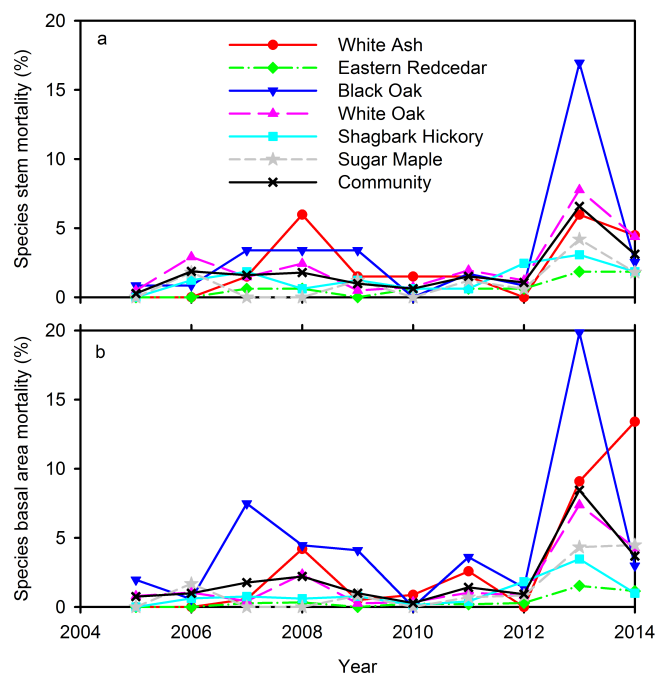 a
20
15
10
5
0
Species stem mortality (%)
White Ash
Eastern Redcedar
Black Oak
White Oak
Shagbark Hickory
Sugar Maple
Community
b
20
15
10
5
0
Species basal area mortality (%)
2004 2006 2008 2010 2012 2014
Year